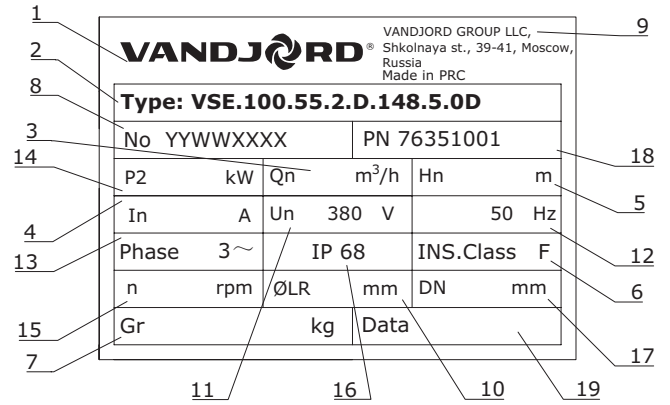 1
VANDJORD®
VANDJORD GROUP LLC,
Shkolnaya st., 39-41, Moscow,
Russia
Made in PRC
9
2
Type: VSE.100.55.2.D.148.5.0D
8
No YYWWXXXX PN 76351001
3
18
14
P2 kW Qn m³/h Hn m
5
4
In A Un 380 V 50 Hz
12
13
Phase 3~ IP 68 INS.Class F
6
n rpm ØLR mm DN mm
15
17
Gr kg Data
7
11 16 10 19